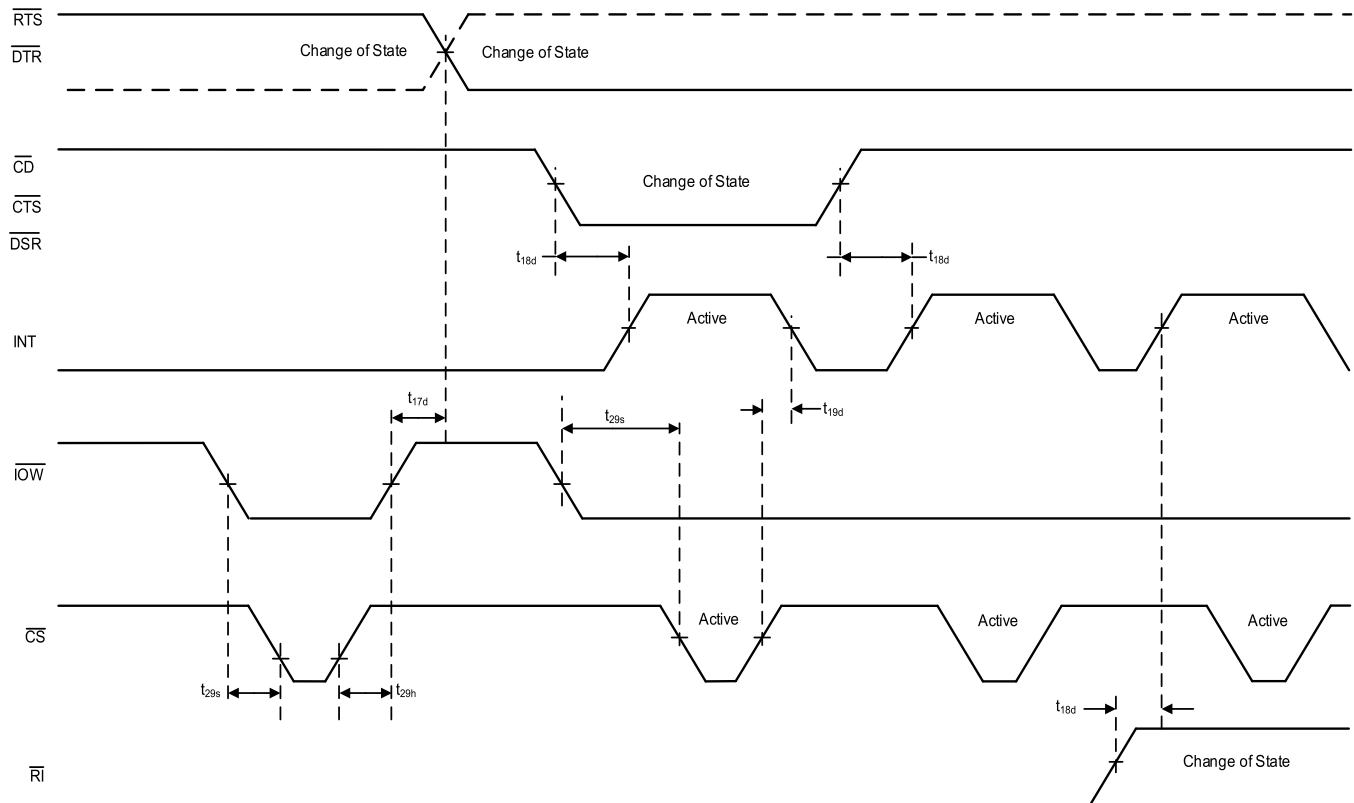 RTS
DTR
Change of State Change of State
CD
CTS
DSR
Change of State
t18d t18d
INT
Active Active Active
t17d
t29s
t19d
IOW
CS
Active Active Active
t29s t29h
t18d
RI
Change of State